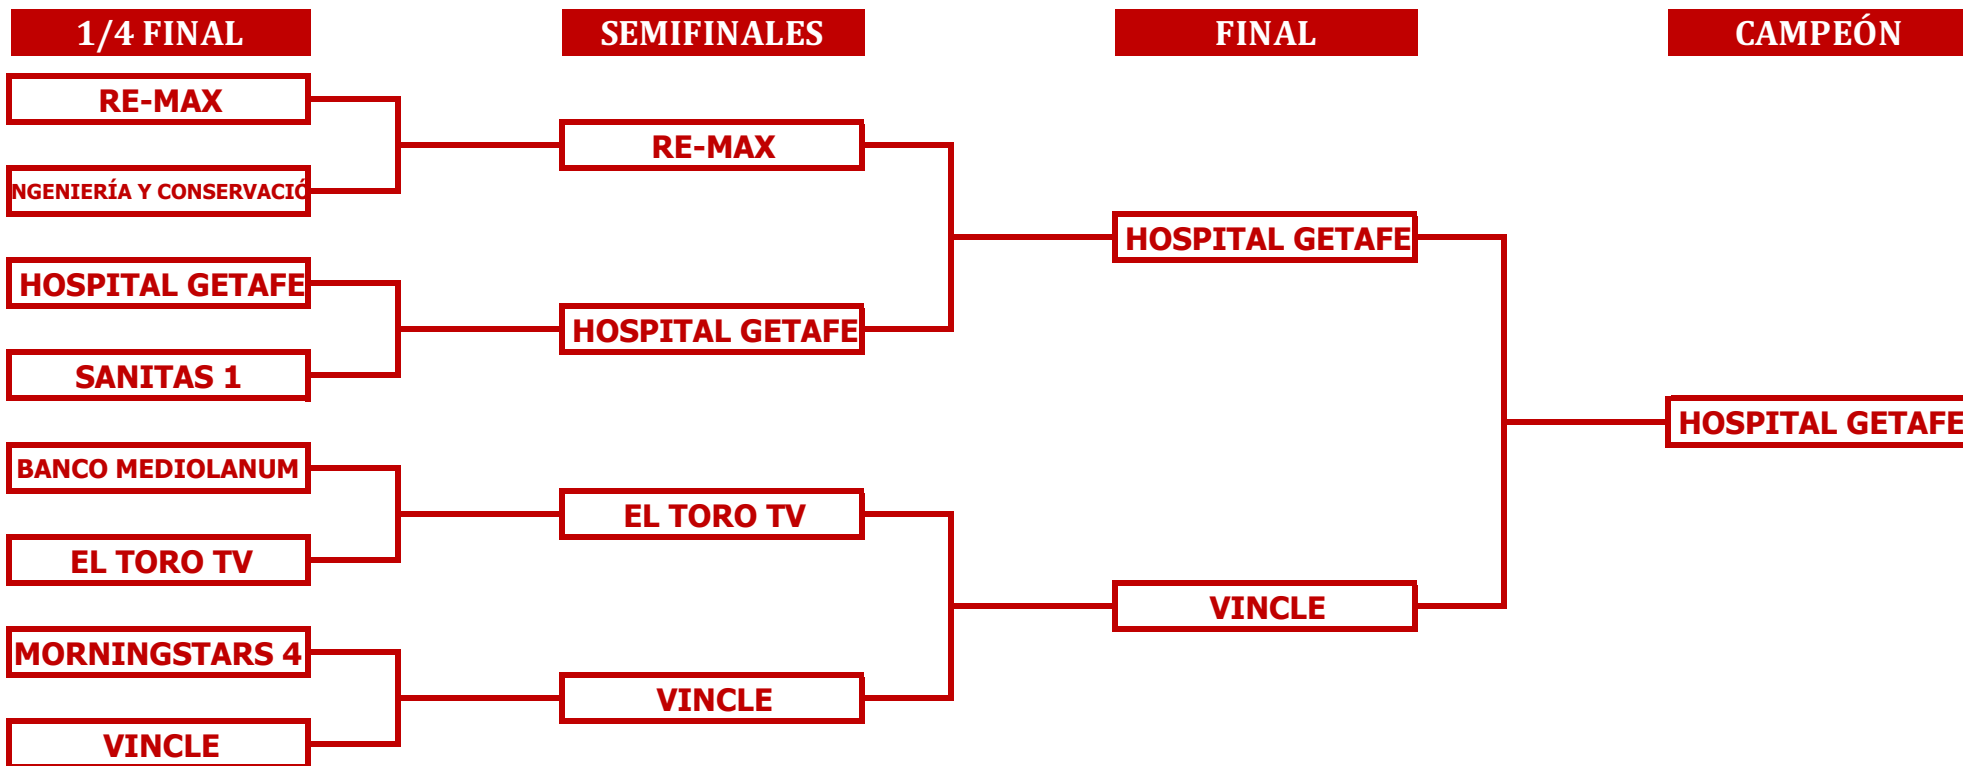 1/4 FINAL
SEMIFINALES
FINAL
CAMPEÓN
RE-MAX
NGENIERÍA Y CONSERVACIÓ
HOSPITAL GETAFE
SANITAS 1
BANCO MEDIOLANUM
EL TORO TV
MORNINGSTARS 4
VINCLE
RE-MAX
HOSPITAL GETAFE
EL TORO TV
VINCLE
HOSPITAL GETAFE
VINCLE
HOSPITAL GETAFE